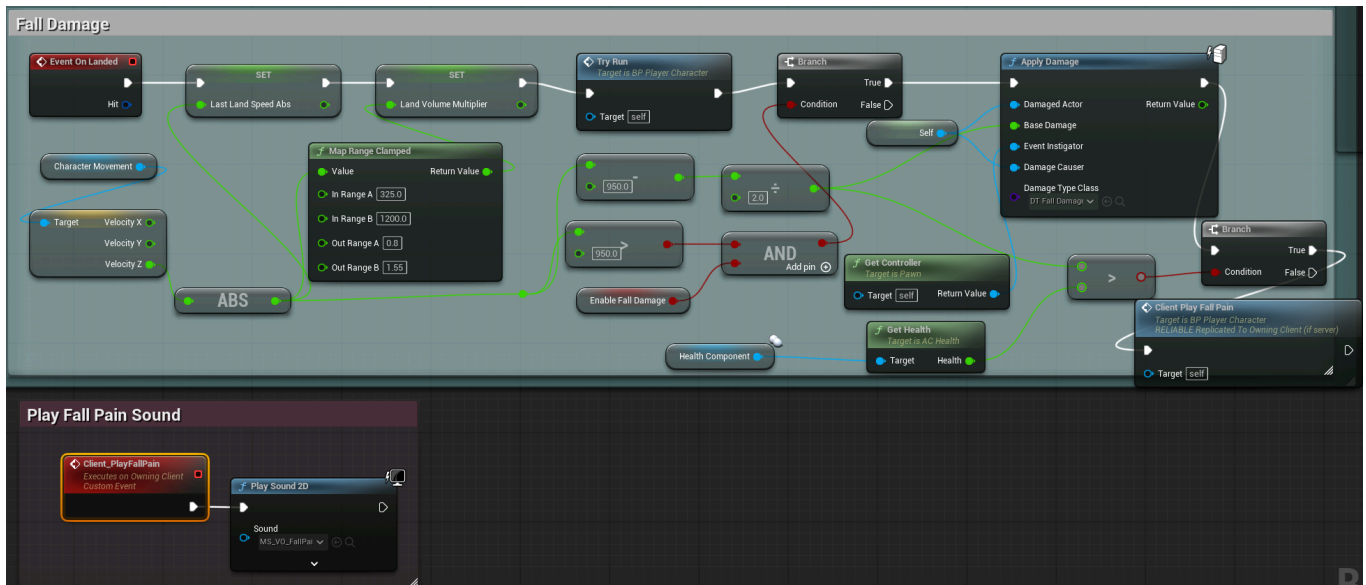 Fall Damage
Event On Landed
Hit
SET
Last Land Speed Abs
SET
Land Volume Multiplier
Try Run
Target is BP Player Character
Target self
Branch
True
Condition False
Apply Damage
Damaged Actor Return Value
Base Damage
Event Instigator
Damage Causer
Damage Type Class
DT Fall Damag
Self
Character Movement
Target Velocity X
Velocity Y
Velocity Z
ABS
Map Range Clamped
Value Return Value
In Range A 325.0
In Range B 1200.0
Out Range A 0.8
Out Range B 1.55
950.0 -
2.0 ÷
950.0 >
AND
Add pin
Enable Fall Damage
Get Controller
Target is Pawn
Target self Return Value
Health Component
Get Health
Target is AC Health
Target Health
>
Branch
True
Condition False
Client Play Fall Pain
Target is BP Player Character
RELIABLE Replicated To Owning Client (if server)
Target self
Play Fall Pain Sound
Client_PlayFallPain
Executes on Owning Client
Custom Event
Play Sound 2D
Sound
MS_VO_FallPai